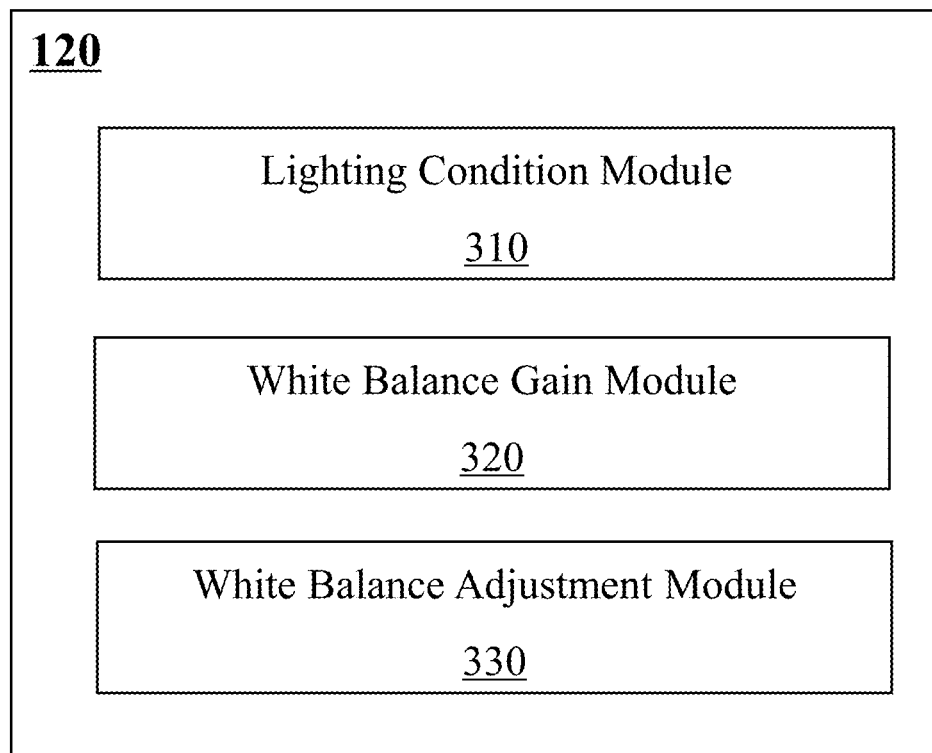 120
Lighting Condition Module
310
White Balance Gain Module
320
White Balance Adjustment Module
330